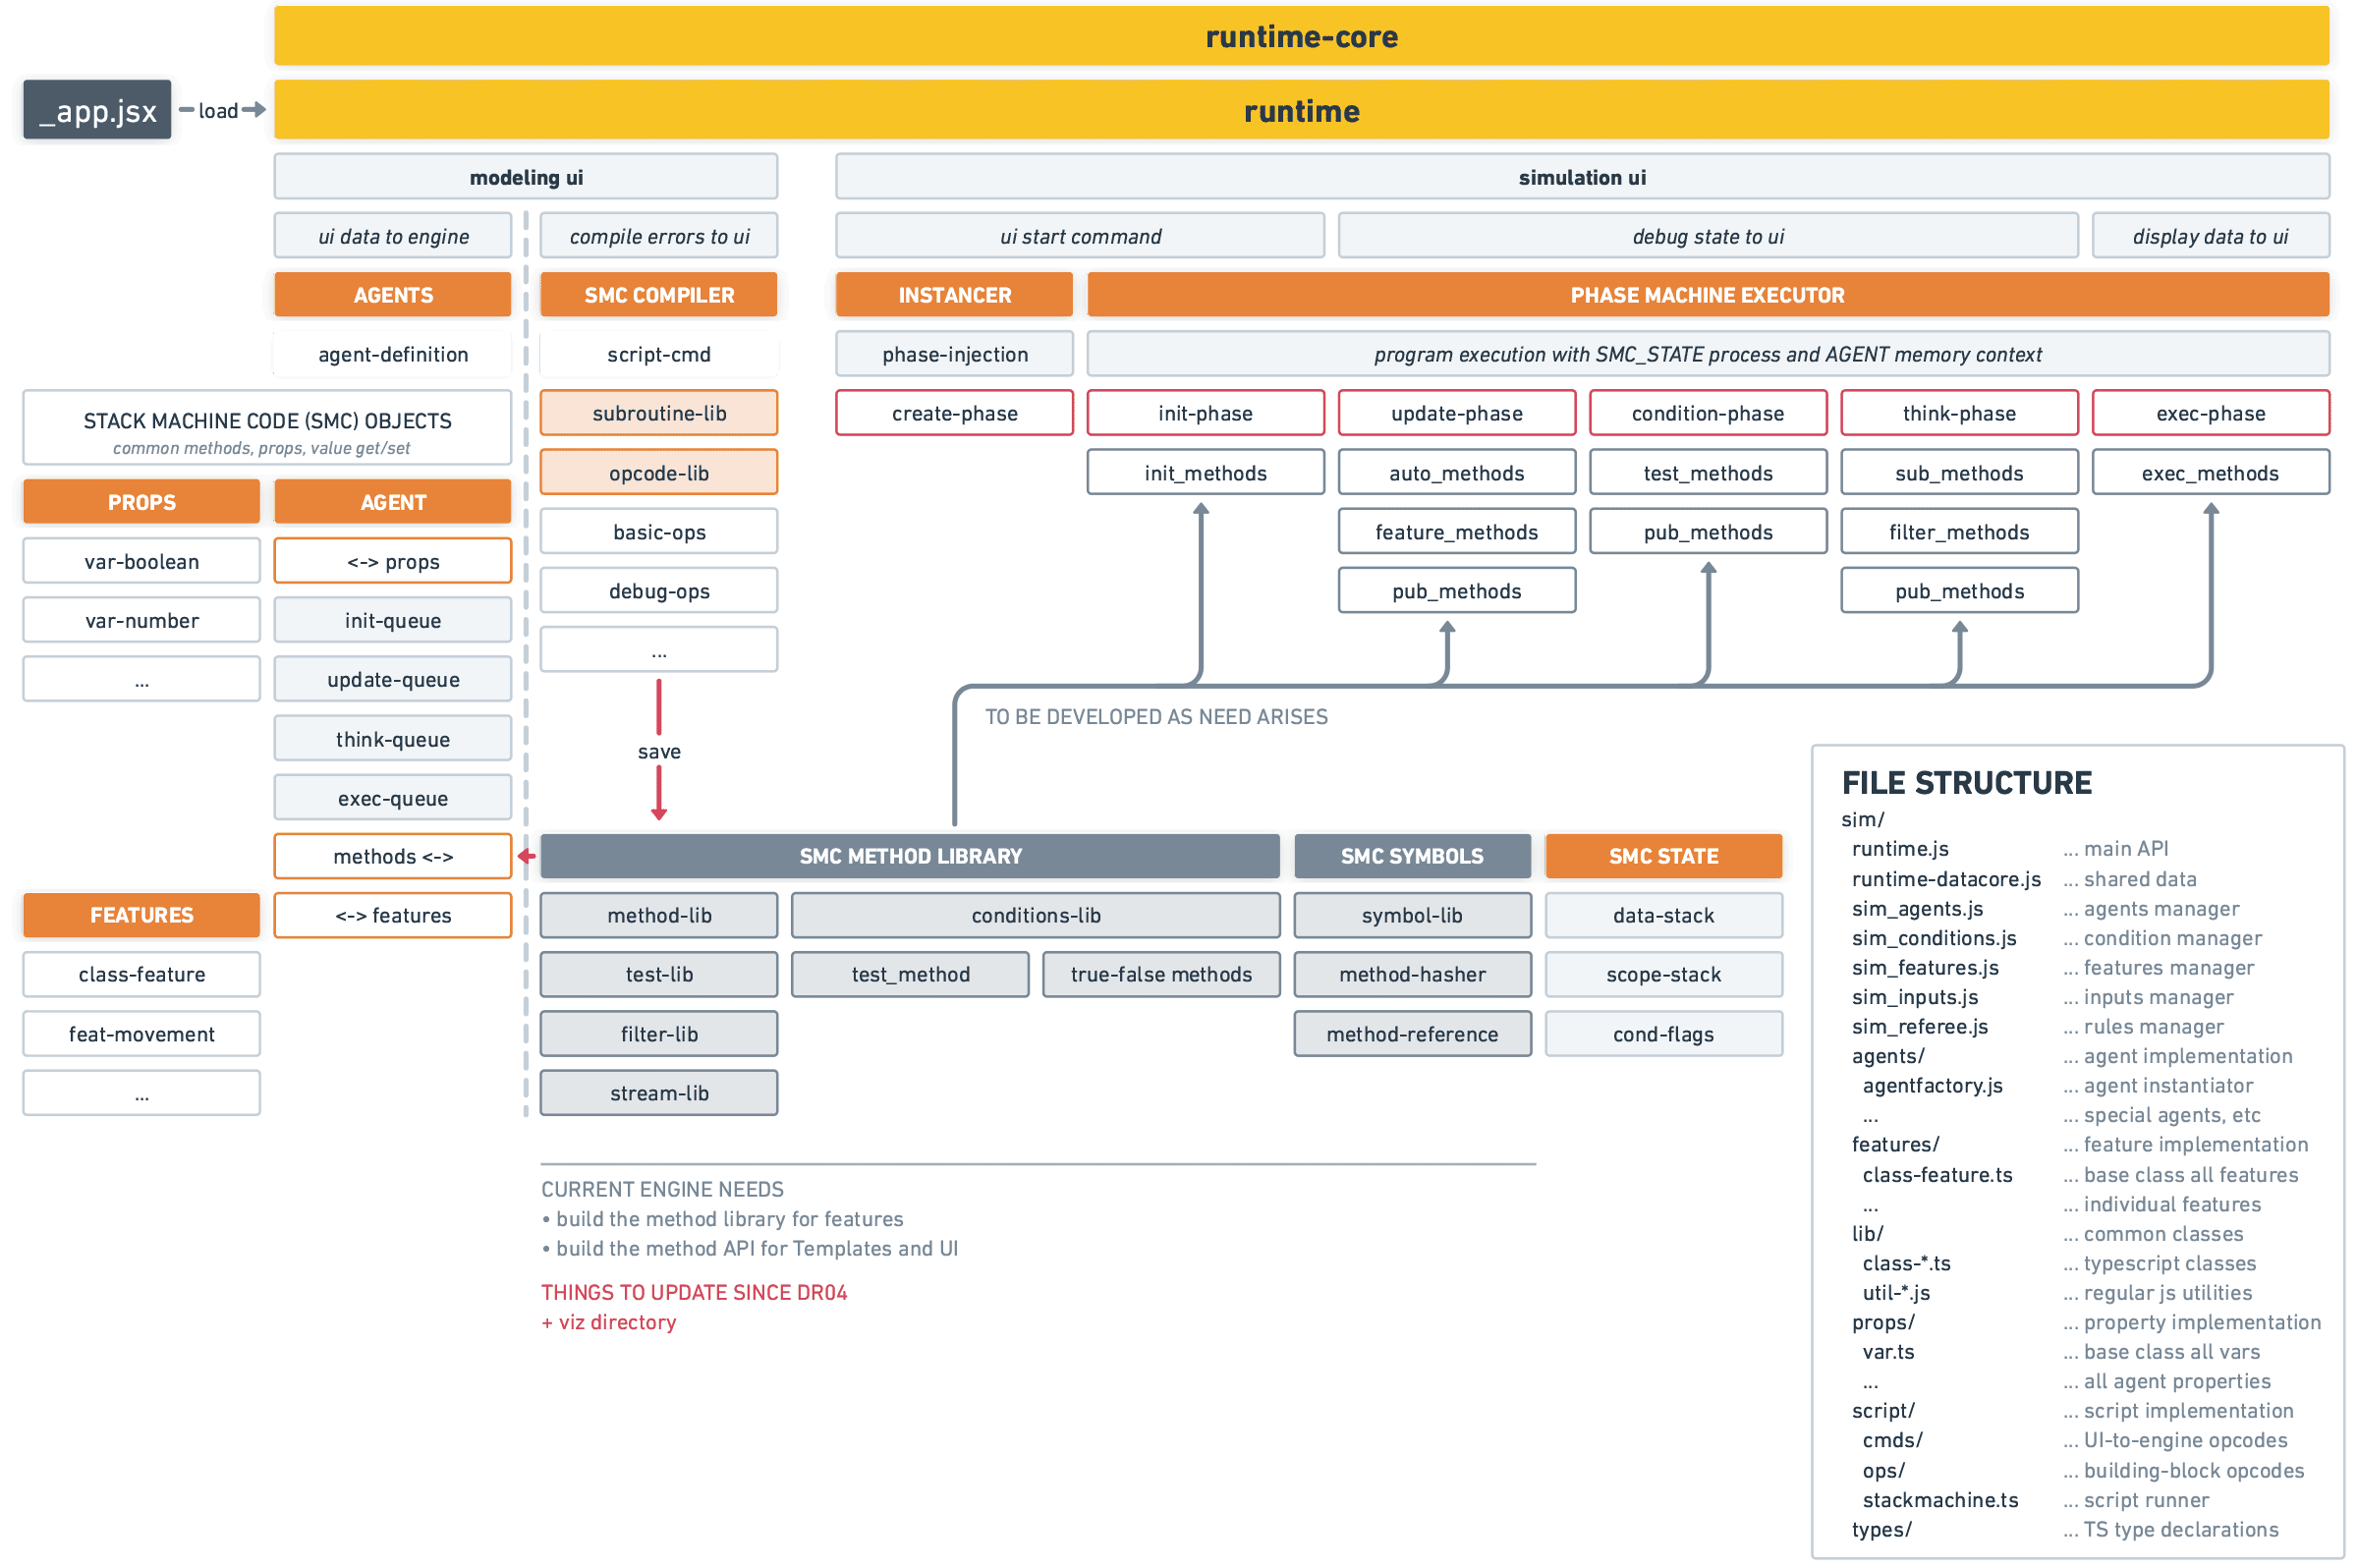 runtime-core
_app.jsx
load
runtime
modeling ui
simulation ui
ui data to engine
compile errors to ui
ui start command
debug state to ui
display data to ui
AGENTS
SMC COMPILER
INSTANCER
PHASE MACHINE EXECUTOR
agent-definition
script-cmd
phase-injection
program execution with SMC_STATE process and AGENT memory context
STACK MACHINE CODE (SMC) OBJECTS
common methods, props, value get/set
subroutine-lib
create-phase
init-phase
update-phase
condition-phase
think-phase
exec-phase
opcode-lib
init_methods
auto_methods
test_methods
sub_methods
exec_methods
PROPS
AGENT
basic-ops
feature_methods
pub_methods
filter_methods
var-boolean
<-> props
debug-ops
pub_methods
pub_methods
var-number
init-queue
...
...
update-queue
TO BE DEVELOPED AS NEED ARISES
think-queue
save
exec-queue
methods <->
SMC METHOD LIBRARY
SMC SYMBOLS
SMC STATE
FEATURES
<-> features
method-lib
conditions-lib
symbol-lib
data-stack
class-feature
test-lib
test_method
true-false methods
method-hasher
scope-stack
feat-movement
filter-lib
method-reference
cond-flags
...
stream-lib
CURRENT ENGINE NEEDS
• build the method library for features
• build the method API for Templates and UI
THINGS TO UPDATE SINCE DR04
+ viz directory
FILE STRUCTURE
sim/
runtime.js ... main API
runtime-datacore.js ... shared data
sim_agents.js ... agents manager
sim_conditions.js ... condition manager
sim_features.js ... features manager
sim_inputs.js ... inputs manager
sim_referee.js ... rules manager
agents/ ... agent implementation
agentfactory.js ... agent instantiator
... ... special agents, etc
features/ ... feature implementation
class-feature.ts ... base class all features
... ... individual features
lib/ ... common classes
class-*.ts ... typescript classes
util-*.js ... regular js utilities
props/ ... property implementation
var.ts ... base class all vars
... ... all agent properties
script/ ... script implementation
cmds/ ... UI-to-engine opcodes
ops/ ... building-block opcodes
stackmachine.ts ... script runner
types/ ... TS type declarations